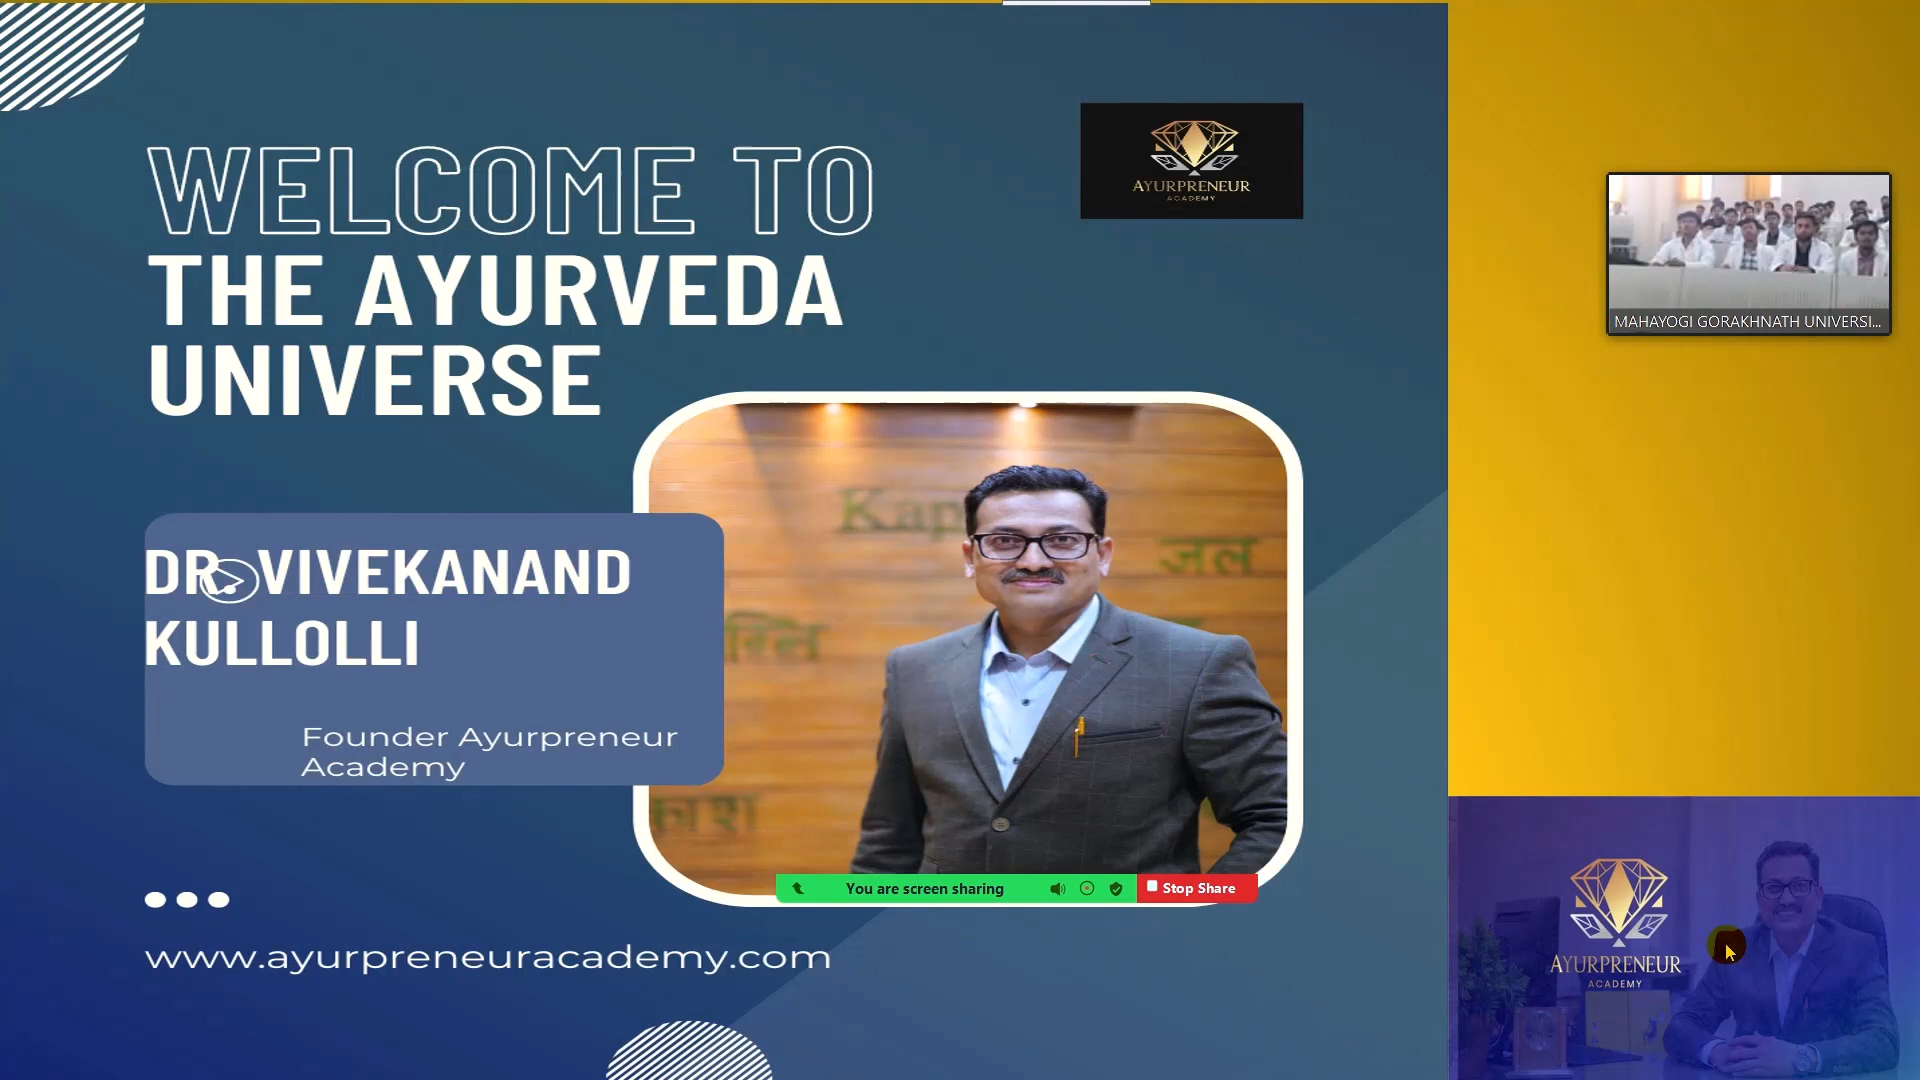 WELCOME TO
THE AYURVEDA
UNIVERSE
AYURPRENEUR
ACADEMY
MAHAYOGI GORAKHNATH UNIVERSI...
Kap
जल
ग्नि
DR. VIVEKANAND
KULLOLLI
Founder Ayurpreneur
Academy
काश
You are screen sharing
Stop Share
www.ayurpreneuracademy.com
AYURPRENEUR
ACADEMY